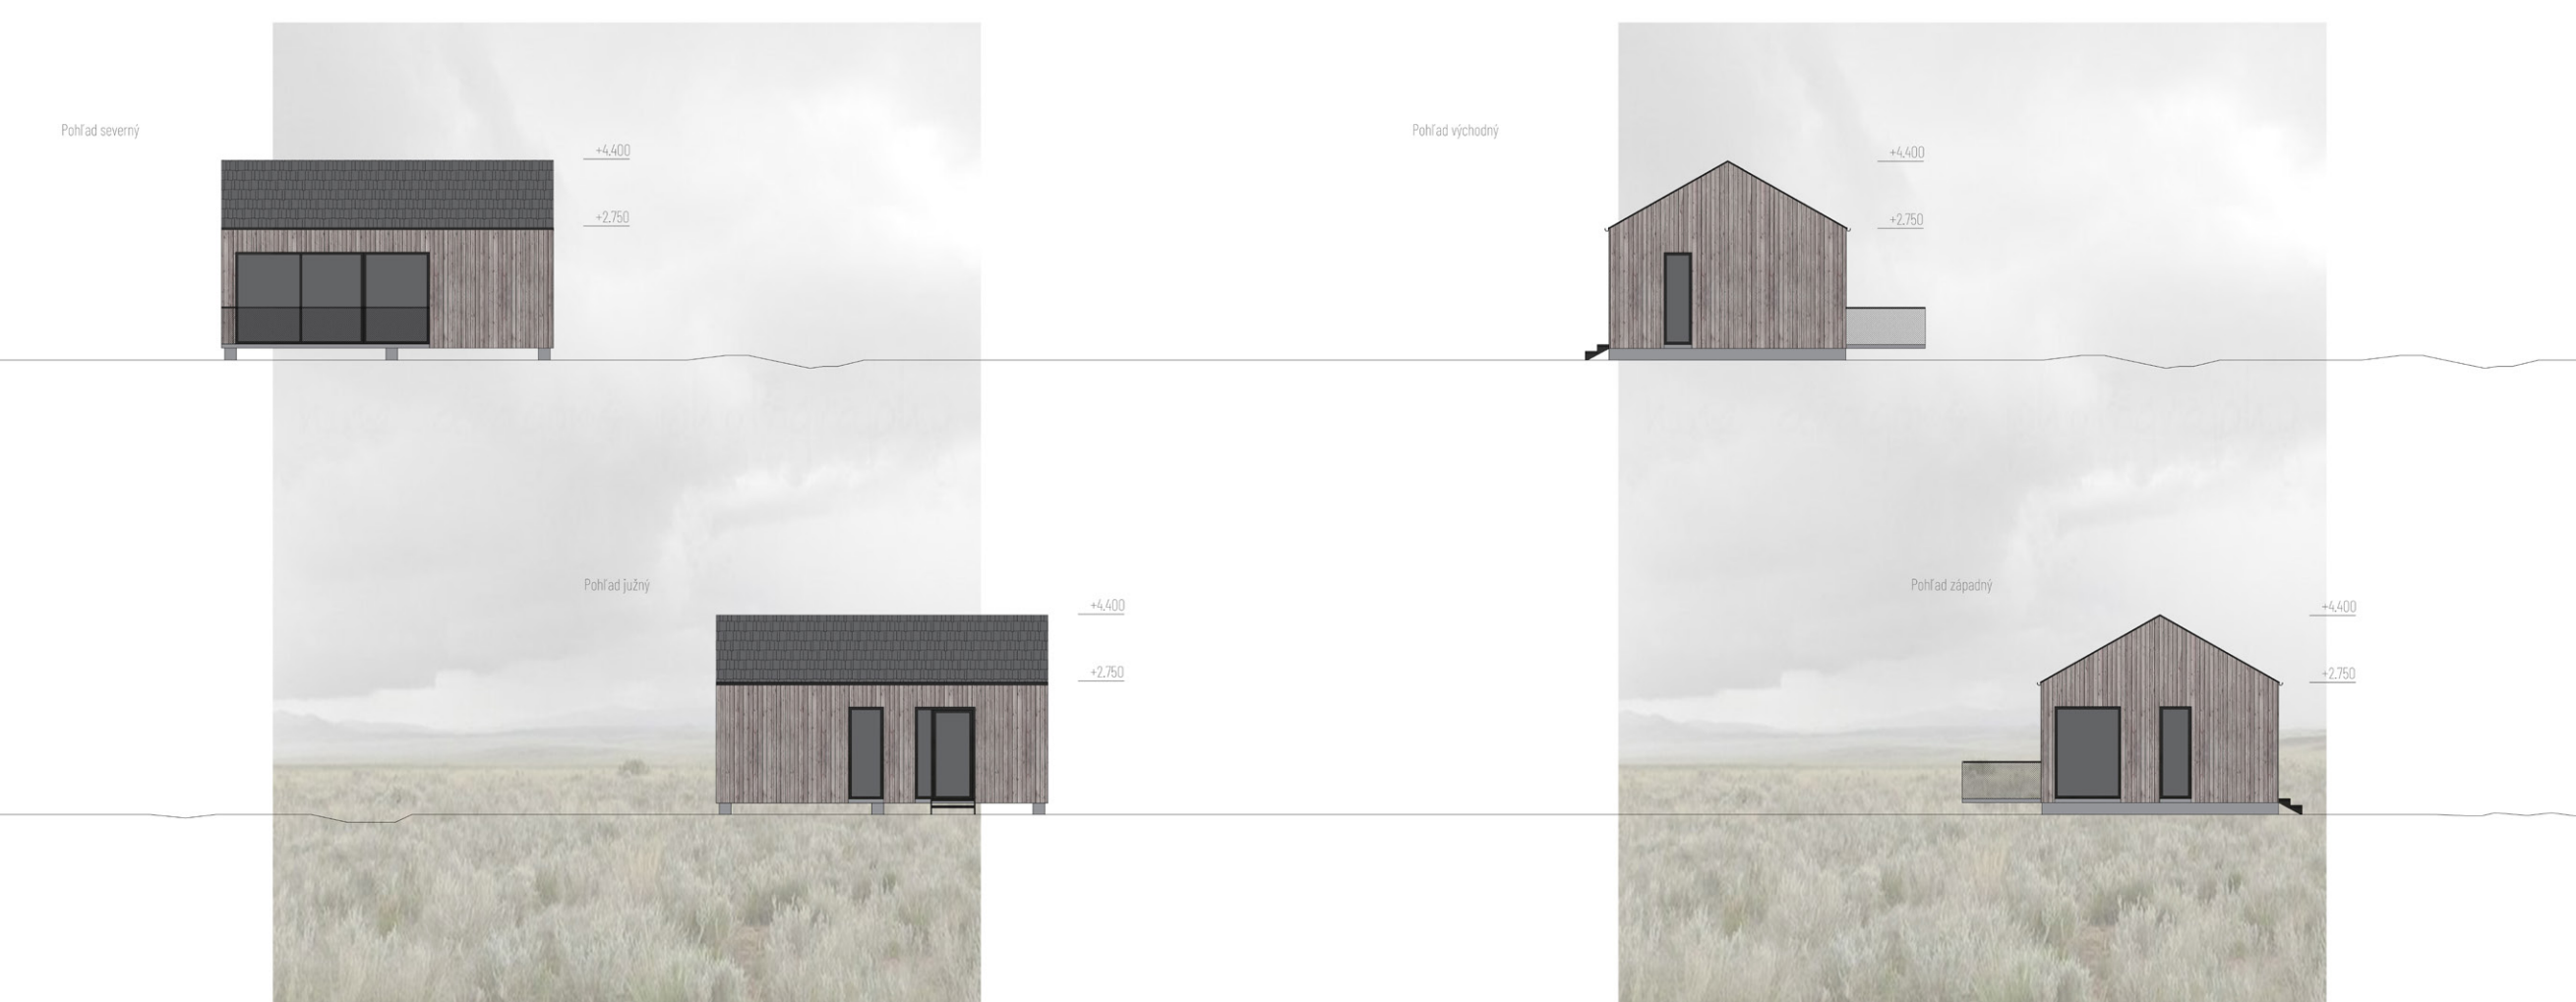 Pohľad severný
+4.400
+2.750
Pohľad východný
+4.400
+2.750
Pohľad južný
+4.400
+2.750
Pohľad západný
+4.400
+2.750